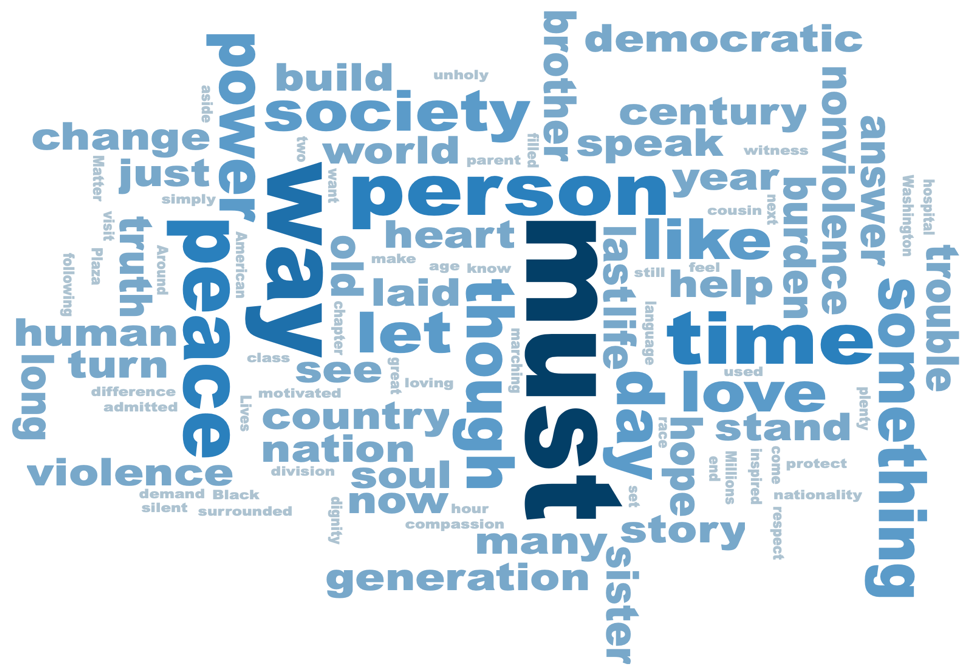 brother
democratic
power
build
unholy
nonviolence
aside
society
century
answer
change
world
two
filled
speak
parent
witness
Matter
just
want
way
person
year
simply
next
burden
Washington
hospital
cousin
visit
truth
peace
must
like
heart
last
American
old
Plaza
Around
make
age
know
still
feel
trouble
following
laid
though
help
something
life
human
chapter
let
language
time
marching
long
turn
class
see
great
used
difference
motivated
loving
day
love
plenty
admitted
Lives
country
race
hope
stand
nation
come
violence
division
soul
end
Millions
inspired
protect
demand
Black
now
set
nationality
silent
surrounded
dignity
hour
respect
compassion
story
many
sister
generation